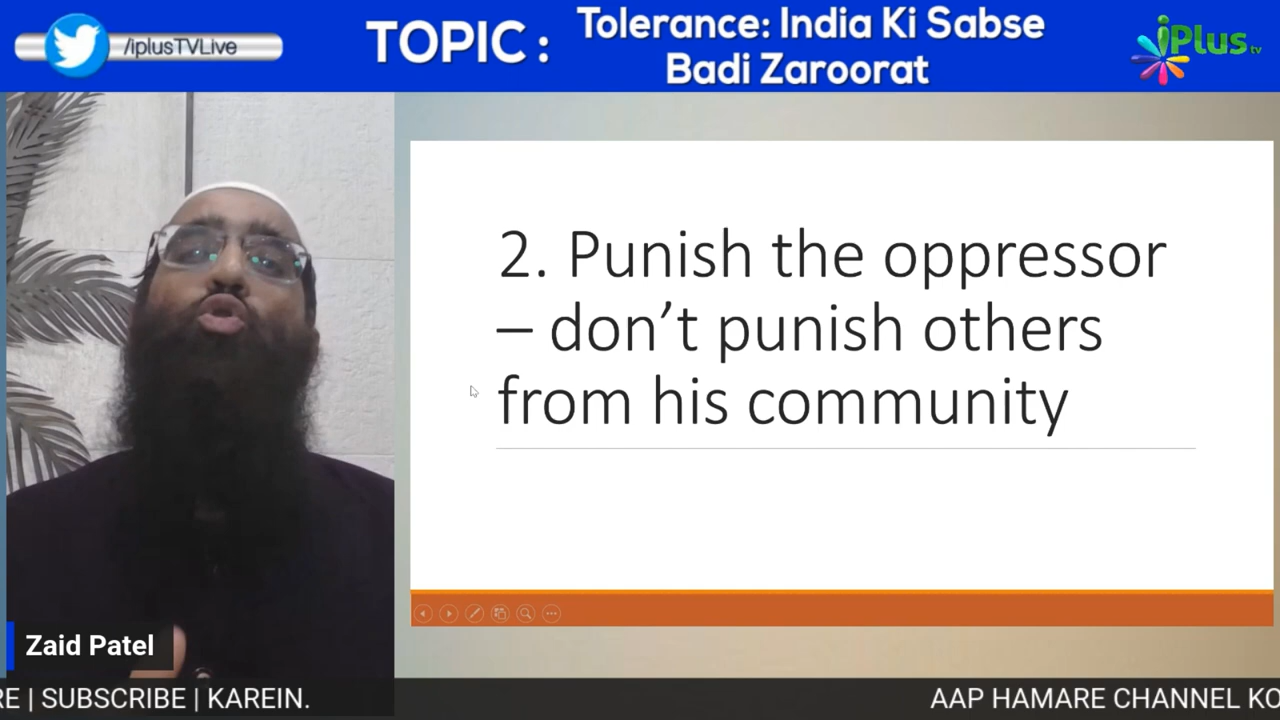 /iplusTVLive
TOPIC :
Tolerance: India Ki Sabse
Badi Zaroorat
iPlus tv
2. Punish the oppressor
– don’t punish others
from his community
Zaid Patel
RE | SUBSCRIBE | KAREIN.
AAP HAMARE CHANNEL KO